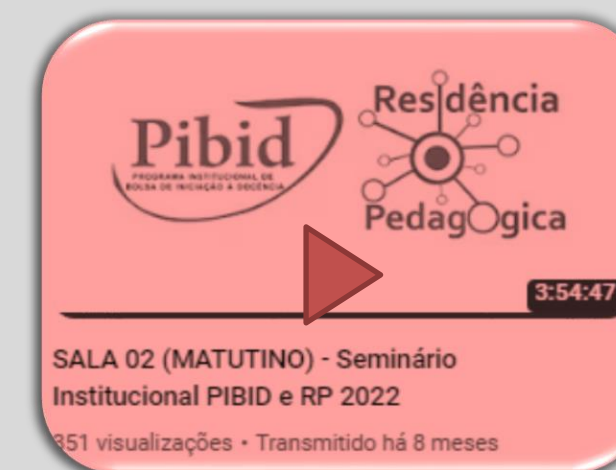 Residência
Pibid
PROGRAMA INSTITUCIONAL DE
BOLSA DE INICIAÇÃO À DOCÊNCIA
PedagOgica
3:54:47
SALA 02 (MATUTINO) - Seminário
Institucional PIBID e RP 2022
351 visualizações • Transmitido há 8 meses